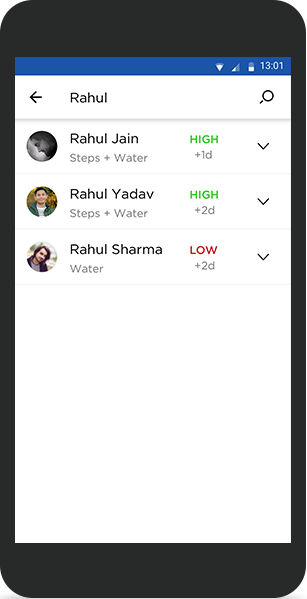 13:01
Rahul
Rahul Jain HIGH
Steps + Water +1d
Rahul Yadav HIGH
Steps + Water +2d
Rahul Sharma LOW
Water +2d